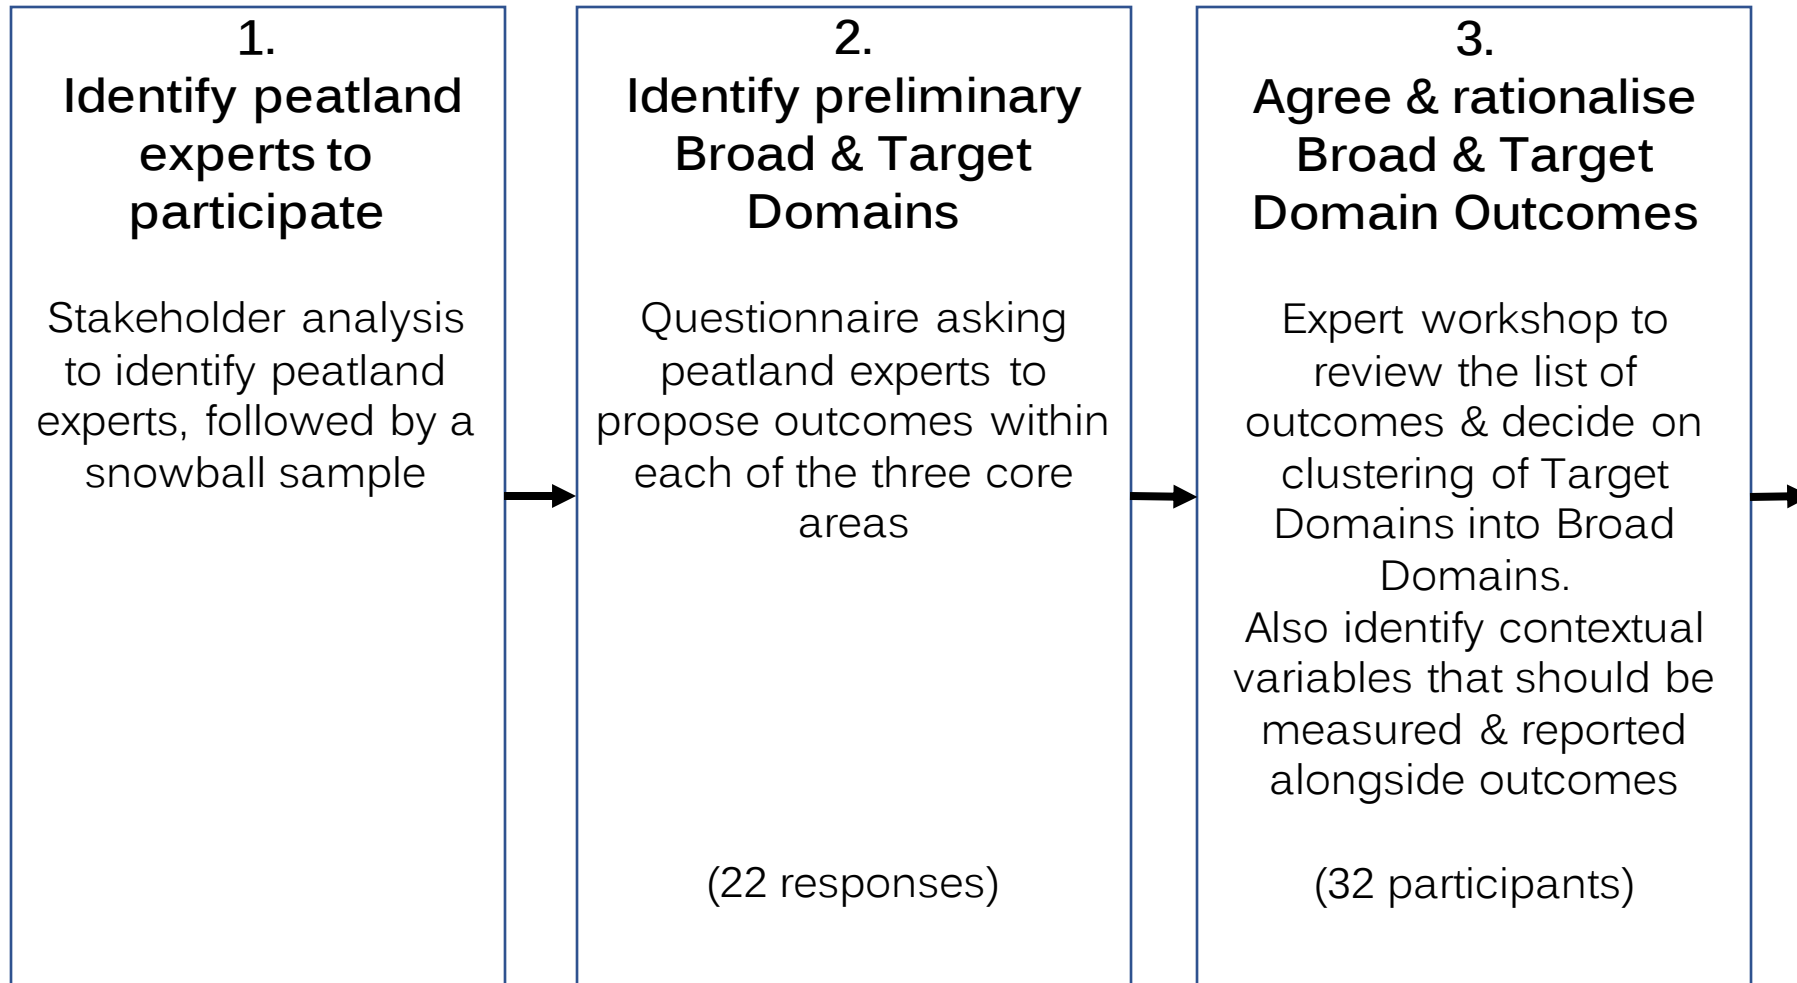 1.
Identify peatland
experts to
participate
Stakeholder analysis
to identify peatland
experts, followed by a
snowball sample
2.
Identify preliminary
Broad & Target
Domains
Questionnaire asking
peatland experts to
propose outcomes within
each of the three core
areas
(22 responses)
3.
Agree & rationalise
Broad & Target
Domain Outcomes
Expert workshop to
review the list of
outcomes & decide on
clustering of Target
Domains into Broad
Domains.
Also identify contextual
variables that should be
measured & reported
alongside outcomes
(32 participants)